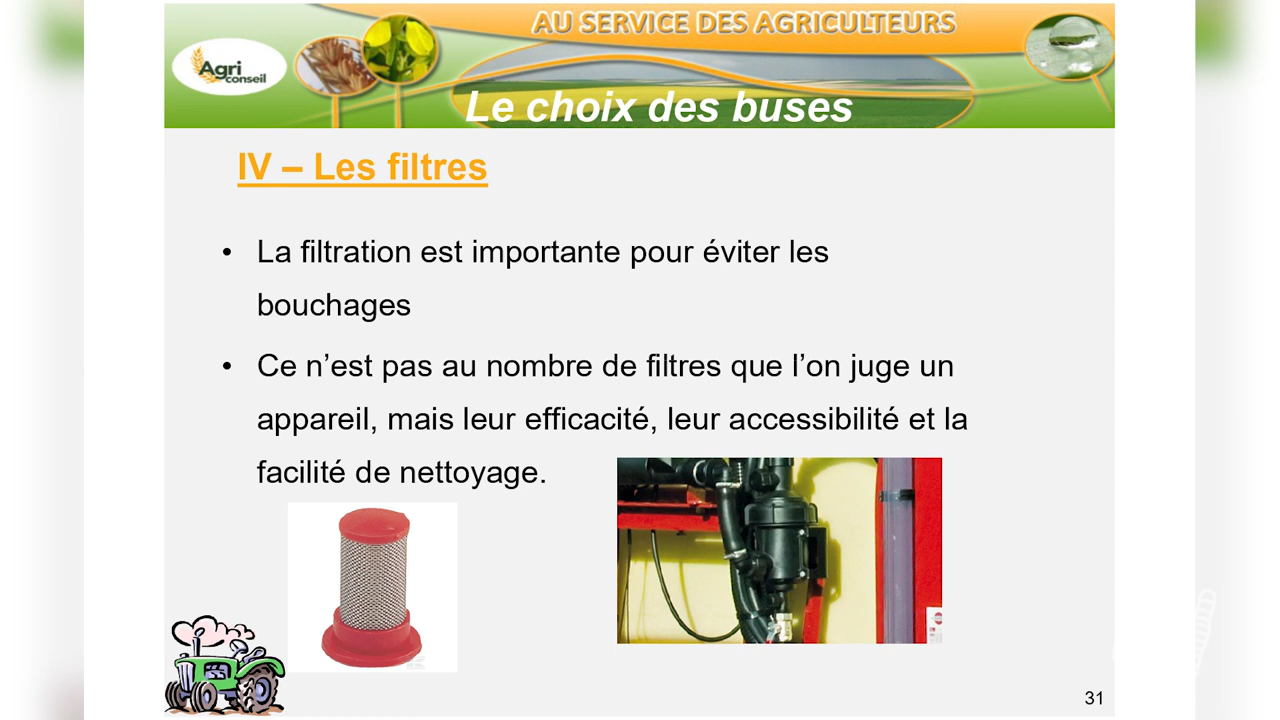 AU SERVICE DES AGRICULTEURS
Agri
conseil
Le choix des buses
IV – Les filtres
• La filtration est importante pour éviter les
bouchages
• Ce n’est pas au nombre de filtres que l’on juge un
appareil, mais leur efficacité, leur accessibilité et la
facilité de nettoyage.
31